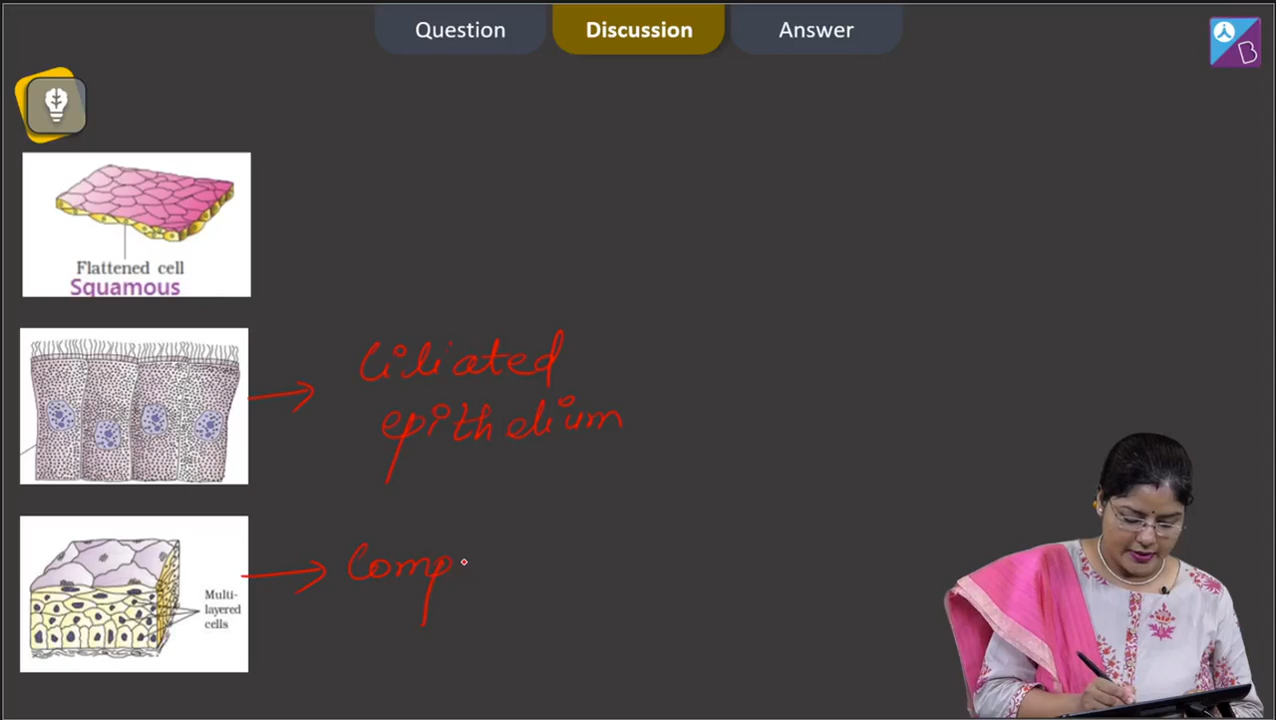 Question
Discussion
Answer
Flattened cell
Squamous
Ciliated
epithelium
Multi-
layered
cells
Comp
B